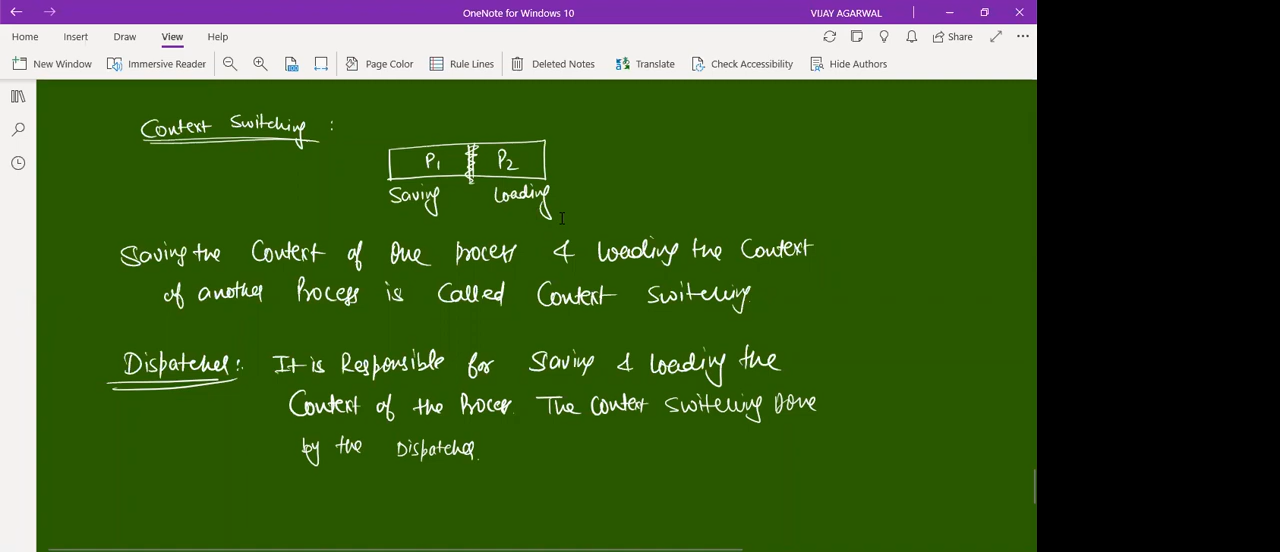 OneNote for Windows 10
VIJAY AGARWAL
Home Insert Draw View Help
Share
New Window Immersive Reader Page Color Rule Lines Deleted Notes Translate Check Accessibility Hide Authors
Context Switching :
P1 P2
Saving Loading
Saving the Context of One process & loading the Context
of another Process is Called Context Switching
Dispatcher: It is Responsible for Saving & loading the
Context of the Process. The Context Switching Done
by the Dispatcher.